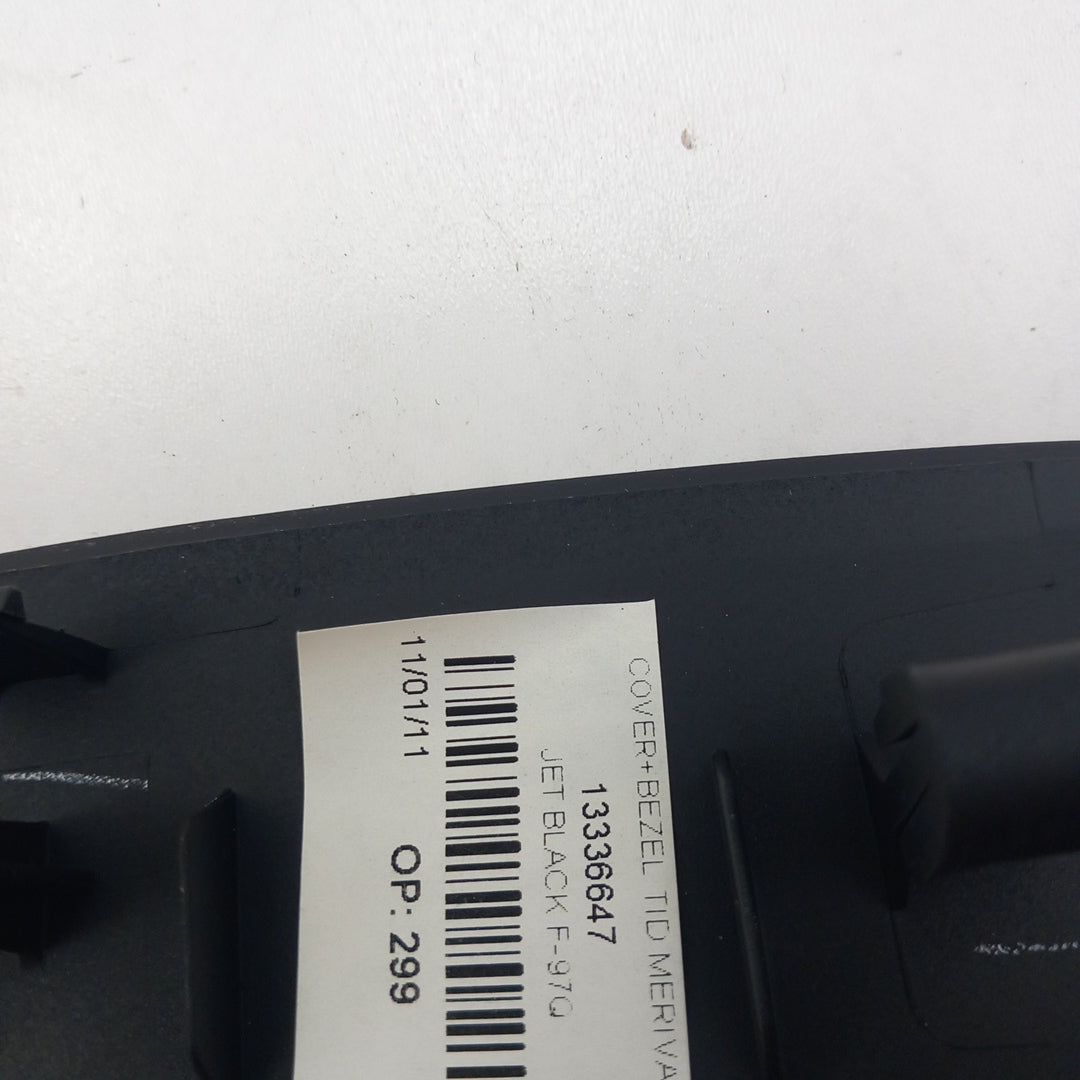 COVER+BEZEL TID MERIVA
13336647
JET BLACK F-97Q
OP: 299
11/01/11